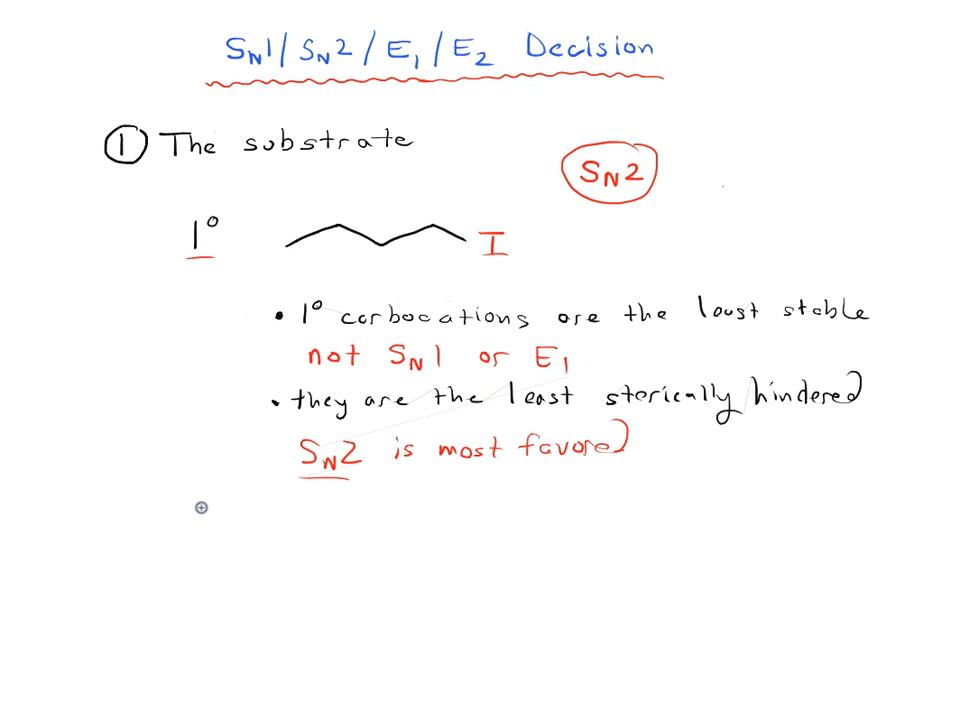 SN1 / SN2 / E1 / E2 Decision
① The substrate
SN2
1° I
• 1° carbocations are the least stable
not SN1 or E1
• they are the least sterically hindered
SN2 is most favored